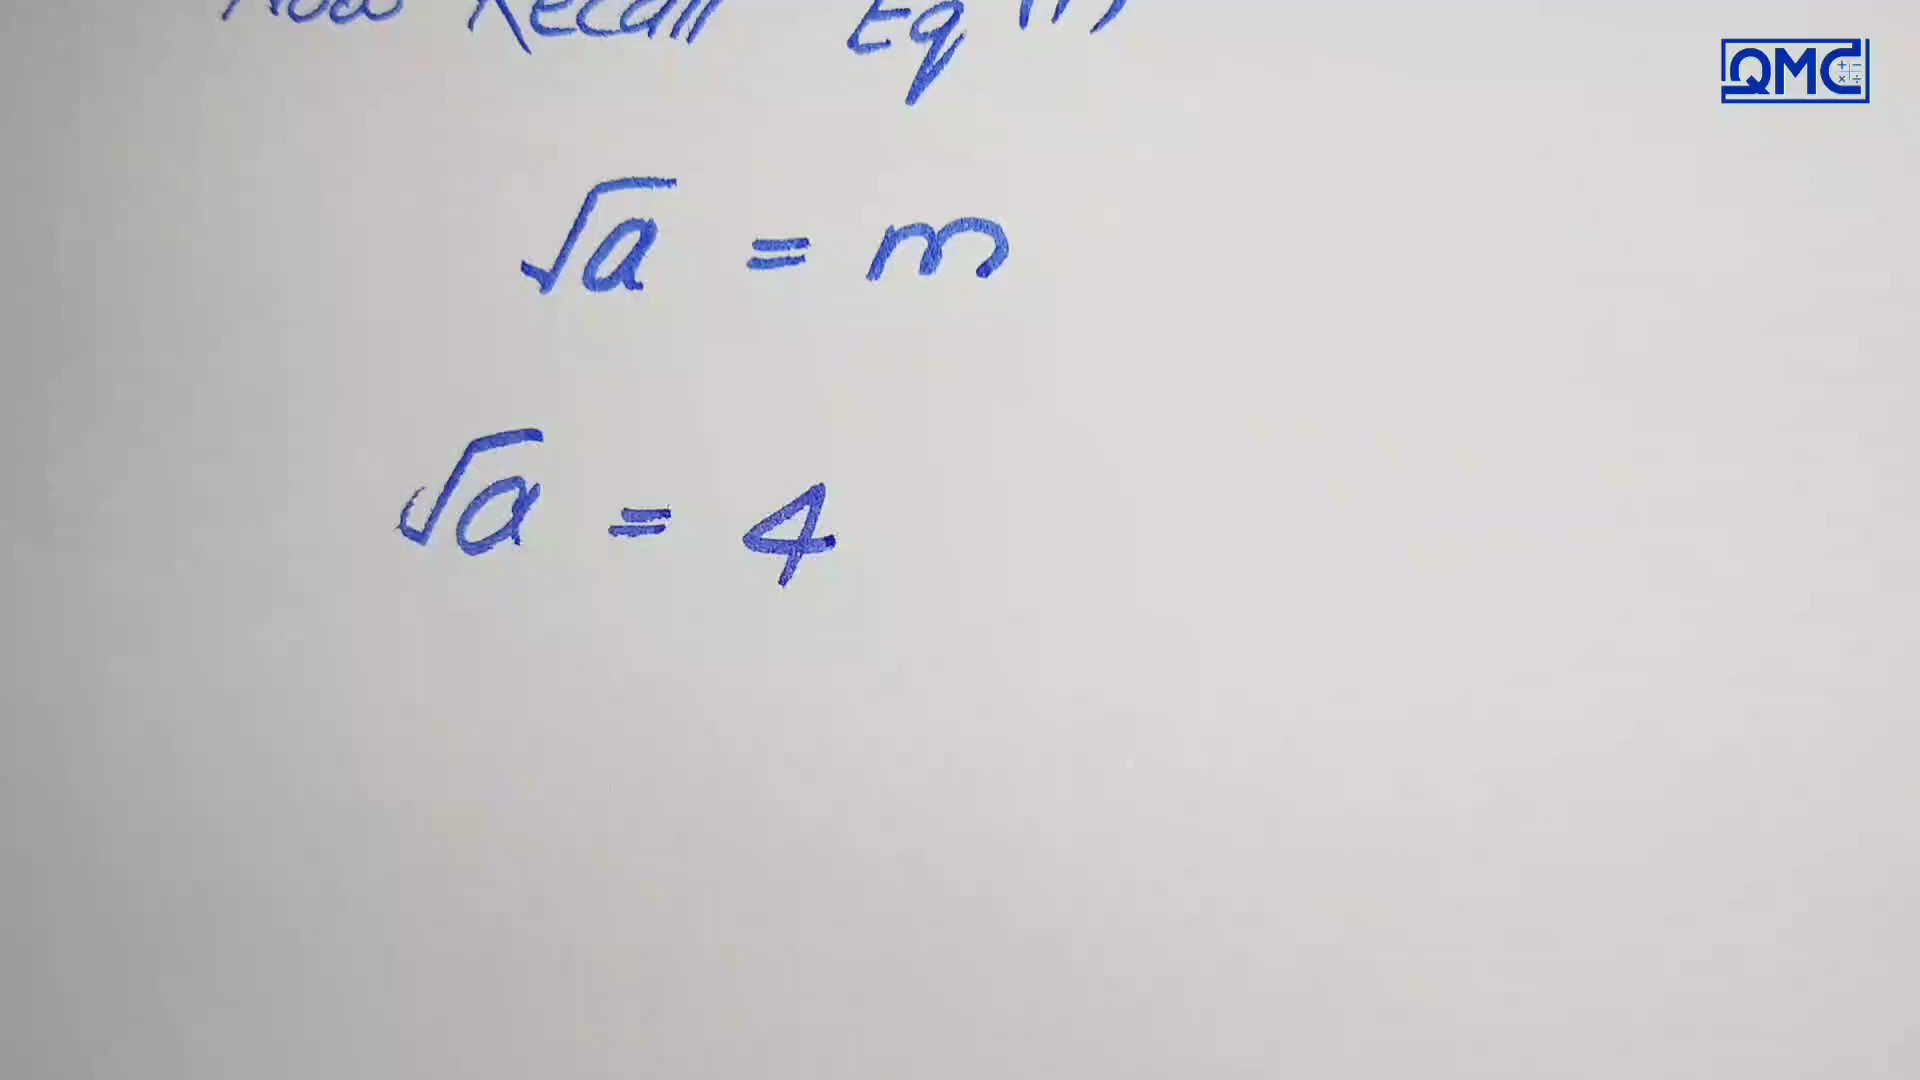 Now Recall Eq (1)
QMC
√a = m
√a = 4